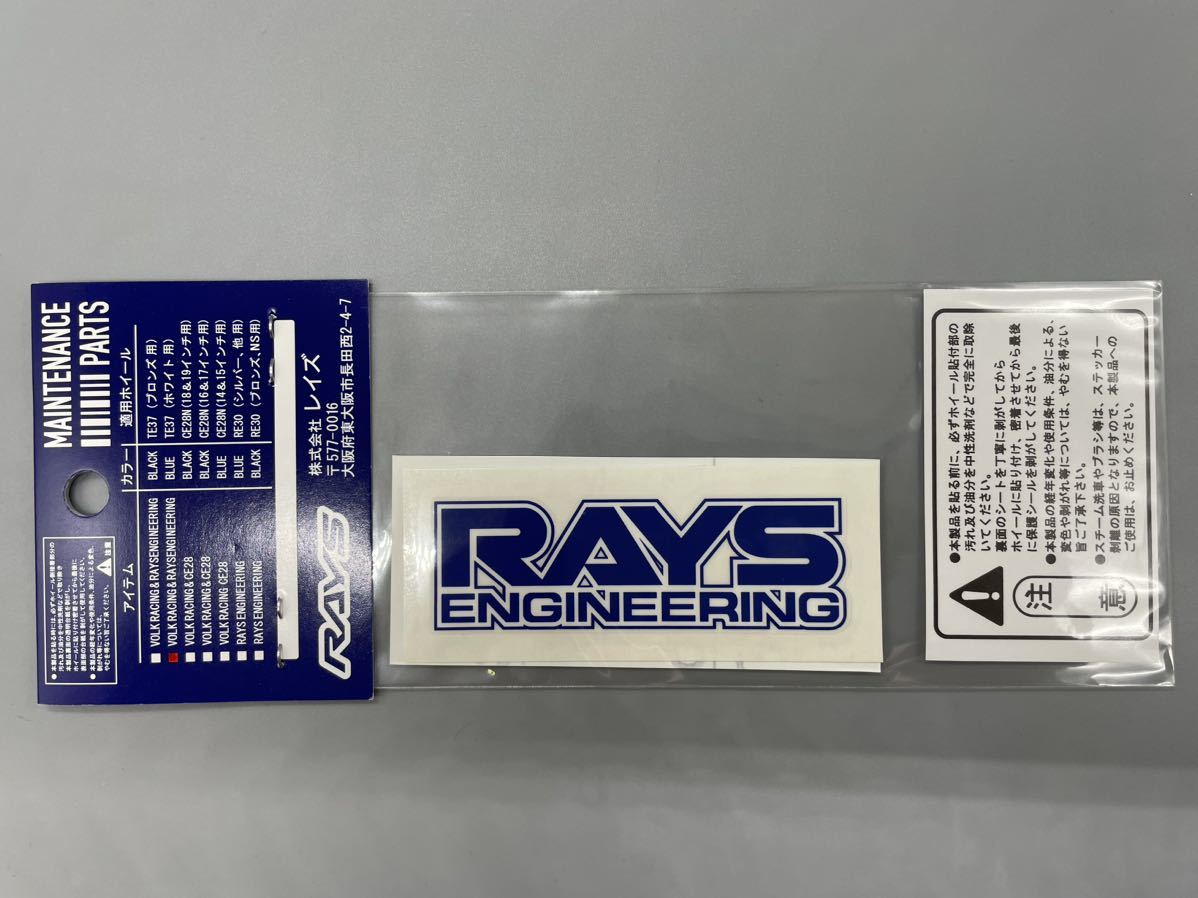 MAINTENANCE
PARTS
アイテム カラー 適用ホイール
VOLK RACING & RAYSENGINEERING BLACK TE37 (ブロンズ用)
VOLK RACING & RAYSENGINEERING BLUE TE37 (ホワイト用)
VOLK RACING & CE28 BLACK CE28N (18&19インチ用)
VOLK RACING & CE28 BLACK CE28N (16&17インチ用)
VOLK RACING CE28 BLUE CE28N (14&15インチ用)
RAYS ENGINEERING BLUE RE30 (シルバー、他用)
RAYS ENGINEERING BLACK RE30 (ブロンズ、NS用)
RAYS
株式会社 レイズ
〒577-0016
大阪府東大阪市長田西2-4-7
注意
RAYS
ENGINEERING
注
意
●本製品を貼る前に、必ずホイール貼付部の
汚れ及び油分を中性洗剤などで完全に取除
いてください。
裏面のシートを丁寧に剥がしてから
ホイールに貼り付け、密着させてから最後
に保護シールを剥がしてください。
●本製品の経年変化や使用条件、油分による、
変色や剥がれ等については、やむを得ない
旨ご了承下さい。
●スチーム洗車やブラシ等は、ステッカー
剥離の原因となりますので、本製品への
ご使用は、お止めください。